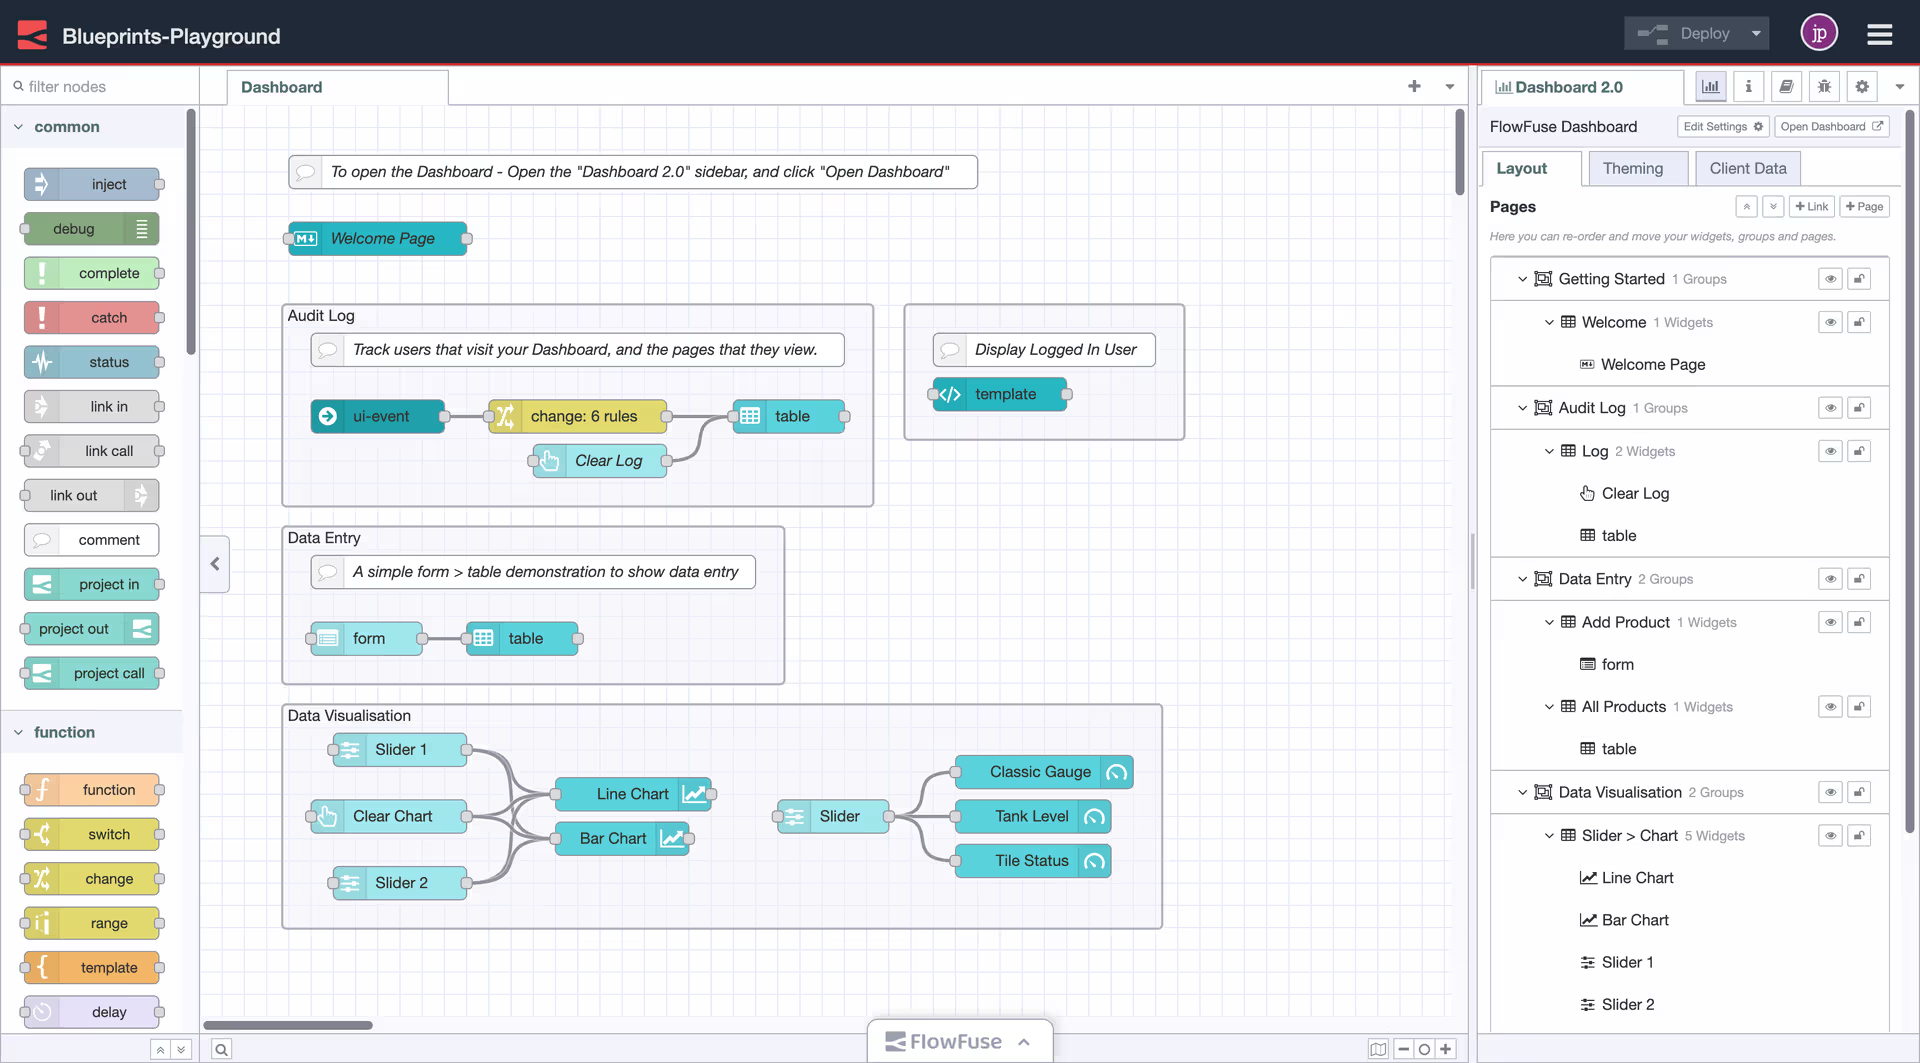 Blueprints-Playground
Deploy
jp
filter nodes
common
inject
debug
complete
catch
status
link in
link call
link out
comment
project in
project out
project call
function
function
switch
change
range
template
delay
Dashboard
To open the Dashboard - Open the "Dashboard 2.0" sidebar, and click "Open Dashboard"
Welcome Page
Audit Log
Track users that visit your Dashboard, and the pages that they view.
ui-event
change: 6 rules
table
Clear Log
Display Logged In User
template
Data Entry
A simple form > table demonstration to show data entry
form
table
Data Visualisation
Slider 1
Clear Chart
Slider 2
Line Chart
Bar Chart
Slider
Classic Gauge
Tank Level
Tile Status
FlowFuse
Dashboard 2.0
FlowFuse Dashboard
Edit Settings
Open Dashboard
Layout
Theming
Client Data
Pages
+ Link
+ Page
Here you can re-order and move your widgets, groups and pages.
Getting Started 1 Groups
Welcome 1 Widgets
Welcome Page
Audit Log 1 Groups
Log 2 Widgets
Clear Log
table
Data Entry 2 Groups
Add Product 1 Widgets
form
All Products 1 Widgets
table
Data Visualisation 2 Groups
Slider > Chart 5 Widgets
Line Chart
Bar Chart
Slider 1
Slider 2